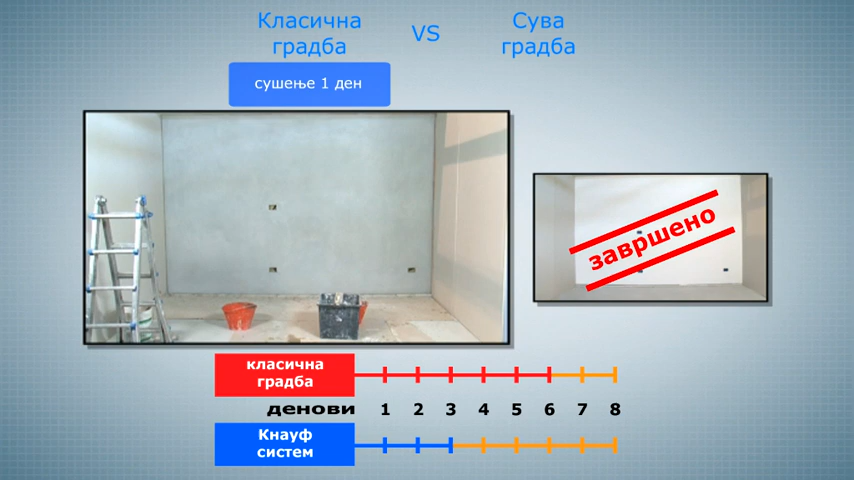 Класична
градба
VS
Сува
градба
сушење 1 ден
завршено
класична
градба
денови 1 2 3 4 5 6 7 8
Кнауф
систем